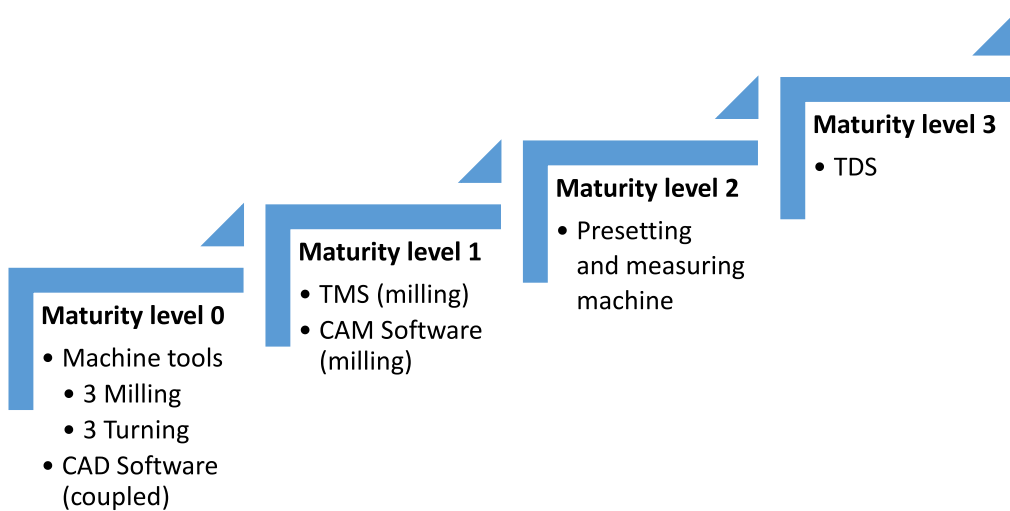 Maturity level 0
• Machine tools
• 3 Milling
• 3 Turning
• CAD Software
(coupled)
Maturity level 1
• TMS (milling)
• CAM Software
(milling)
Maturity level 2
• Presetting
and measuring
machine
Maturity level 3
• TDS